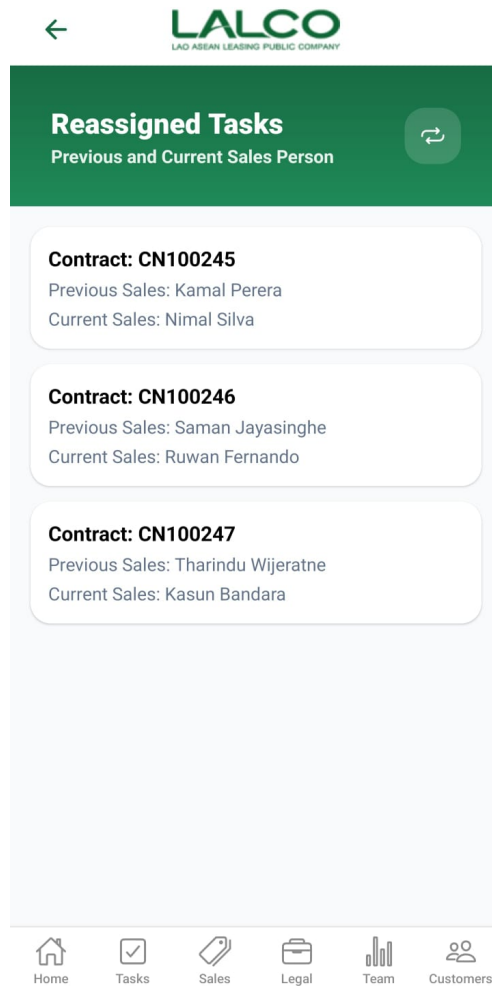 LALCO
LAO ASEAN LEASING PUBLIC COMPANY
Reassigned Tasks
Previous and Current Sales Person
Contract: CN100245
Previous Sales: Kamal Perera
Current Sales: Nimal Silva
Contract: CN100246
Previous Sales: Saman Jayasinghe
Current Sales: Ruwan Fernando
Contract: CN100247
Previous Sales: Tharindu Wijeratne
Current Sales: Kasun Bandara
Home Tasks Sales Legal Team Customers